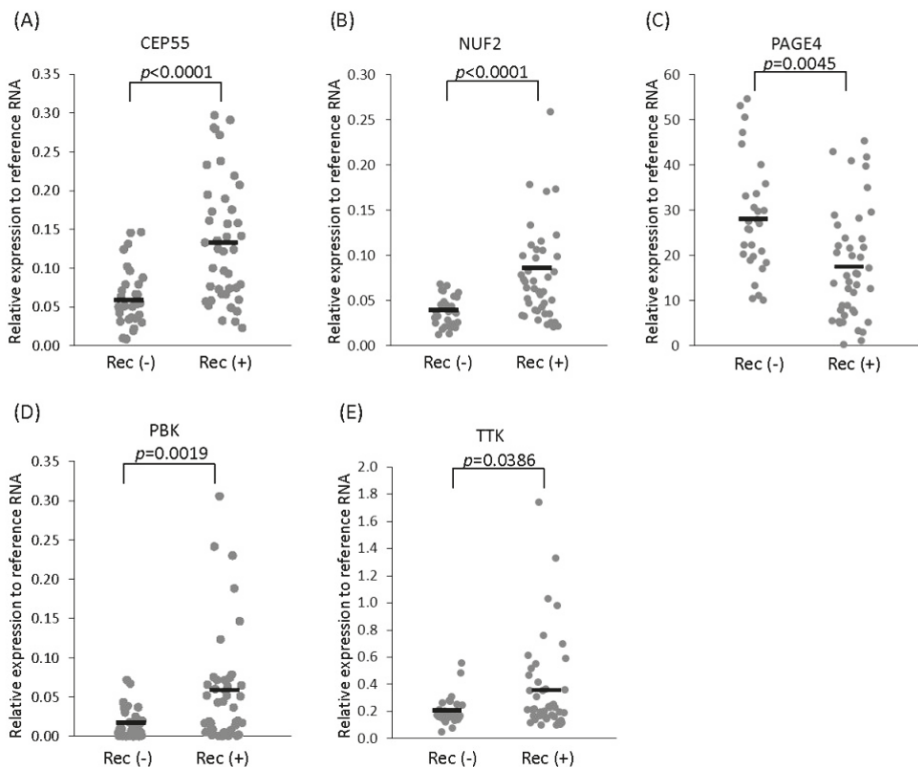 (A)
CEP55
p<0.0001
Relative expression to reference RNA
0.35
0.30
0.25
0.20
0.15
0.10
0.05
0.00
Rec (-)
Rec (+)
(B)
NUF2
p<0.0001
Relative expression to reference RNA
0.30
0.25
0.20
0.15
0.10
0.05
0.00
Rec (-)
Rec (+)
(C)
PAGE4
p=0.0045
Relative expression to reference RNA
60
50
40
30
20
10
0
Rec (-)
Rec (+)
(D)
PBK
p=0.0019
Relative expression to reference RNA
0.35
0.30
0.25
0.20
0.15
0.10
0.05
0.00
Rec (-)
Rec (+)
(E)
TTK
p=0.0386
Relative expression to reference RNA
2.0
1.8
1.6
1.4
1.2
1.0
0.8
0.6
0.4
0.2
0.0
Rec (-)
Rec (+)